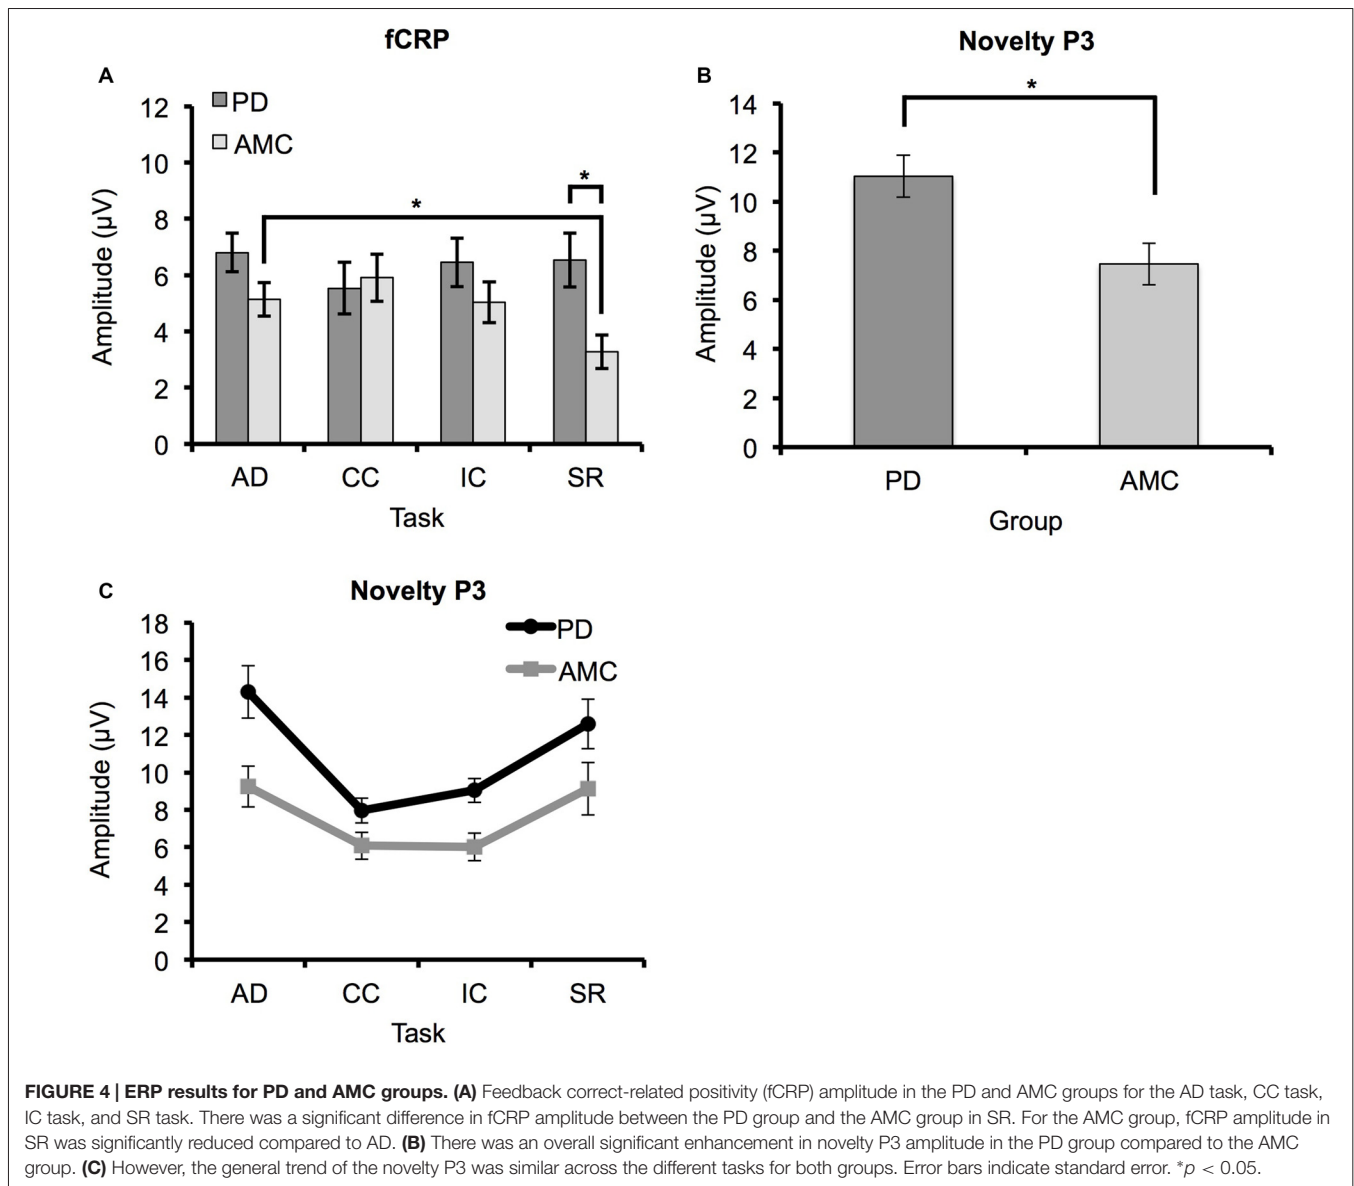 fCRP
A
PD
AMC
12
10
8
6
4
2
0
*
*
Amplitude (µV)
AD CC IC SR
Task
Novelty P3
B
14
12
10
8
6
4
2
0
*
Amplitude (µV)
PD AMC
Group
C
Novelty P3
PD
AMC
18
16
14
12
10
8
6
4
2
0
Amplitude (µV)
AD CC IC SR
Task
FIGURE 4 | ERP results for PD and AMC groups. (A) Feedback correct-related positivity (fCRP) amplitude in the PD and AMC groups for the AD task, CC task,
IC task, and SR task. There was a significant difference in fCRP amplitude between the PD group and the AMC group in SR. For the AMC group, fCRP amplitude in
SR was significantly reduced compared to AD. (B) There was an overall significant enhancement in novelty P3 amplitude in the PD group compared to the AMC
group. (C) However, the general trend of the novelty P3 was similar across the different tasks for both groups. Error bars indicate standard error. *p < 0.05.